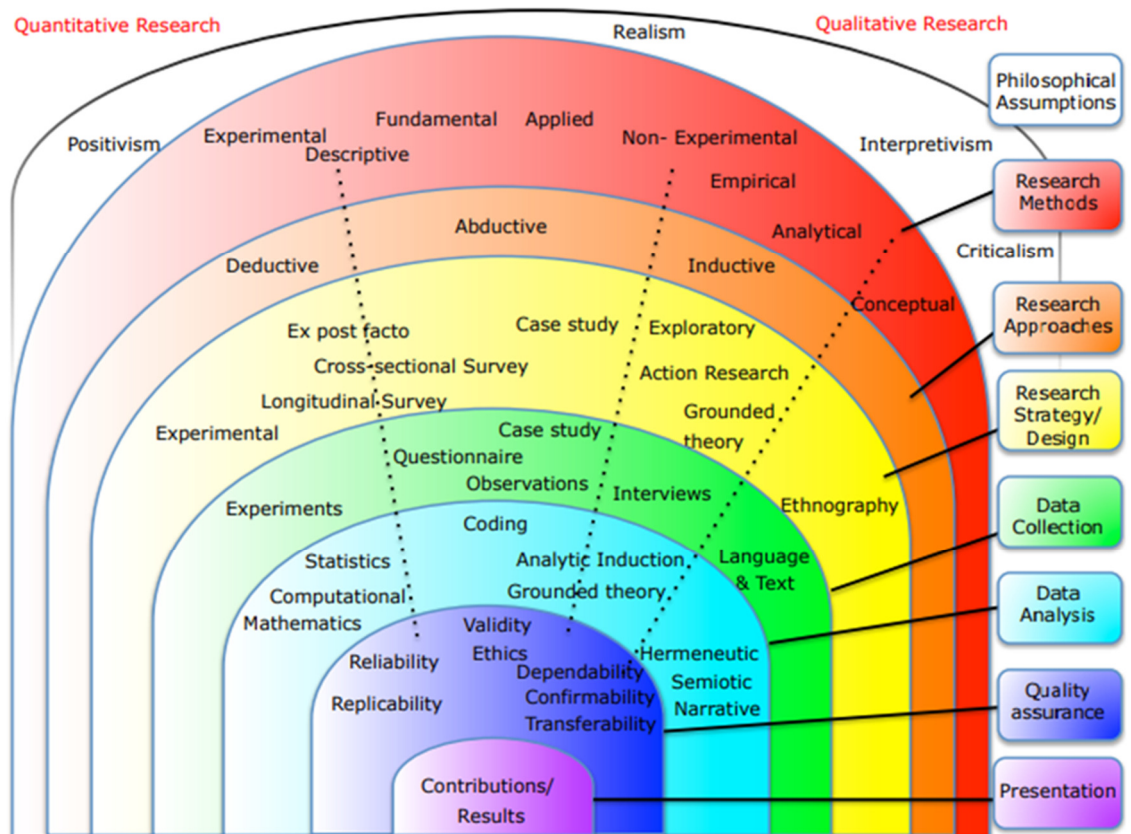 Quantitative Research
Qualitative Research
Realism
Positivism
Interpretivism
Criticalism
Philosophical
Assumptions
Experimental
Descriptive
Fundamental
Applied
Non- Experimental
Empirical
Analytical
Conceptual
Research
Methods
Deductive
Abductive
Inductive
Research
Approaches
Ex post facto
Case study
Exploratory
Cross-sectional Survey
Action Research
Longitudinal Survey
Grounded
theory
Experimental
Ethnography
Research
Strategy/
Design
Case study
Questionnaire
Observations
Interviews
Experiments
Language
& Text
Data
Collection
Coding
Statistics
Analytic Induction
Computational
Mathematics
Grounded theory
Hermeneutic
Semiotic
Narrative
Data
Analysis
Validity
Ethics
Reliability
Replicability
Dependability
Confirmability
Transferability
Quality
assurance
Contributions/
Results
Presentation